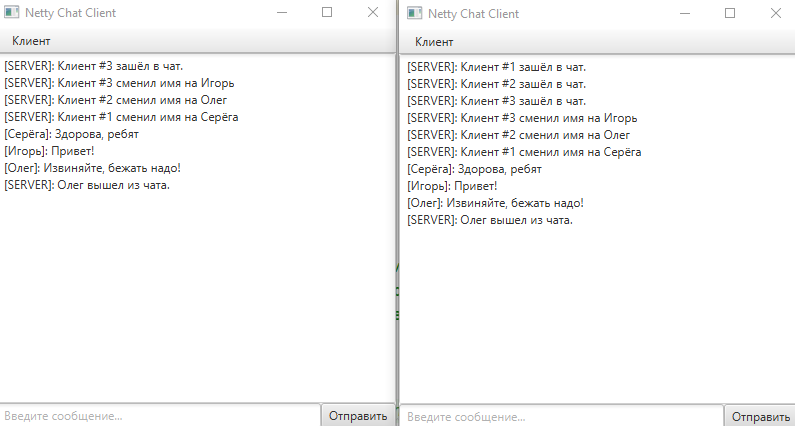 Netty Chat Client
Клиент
[SERVER]: Клиент #3 зашёл в чат.
[SERVER]: Клиент #3 сменил имя на Игорь
[SERVER]: Клиент #2 сменил имя на Олег
[SERVER]: Клиент #1 сменил имя на Серёга
[Серёга]: Здорова, ребят
[Игорь]: Привет!
[Олег]: Извиняйте, бежать надо!
[SERVER]: Олег вышел из чата.
Введите сообщение...
Отправить
Netty Chat Client
Клиент
[SERVER]: Клиент #1 зашёл в чат.
[SERVER]: Клиент #2 зашёл в чат.
[SERVER]: Клиент #3 зашёл в чат.
[SERVER]: Клиент #3 сменил имя на Игорь
[SERVER]: Клиент #2 сменил имя на Олег
[SERVER]: Клиент #1 сменил имя на Серёга
[Серёга]: Здорова, ребят
[Игорь]: Привет!
[Олег]: Извиняйте, бежать надо!
[SERVER]: Олег вышел из чата.
Введите сообщение...
Отправить